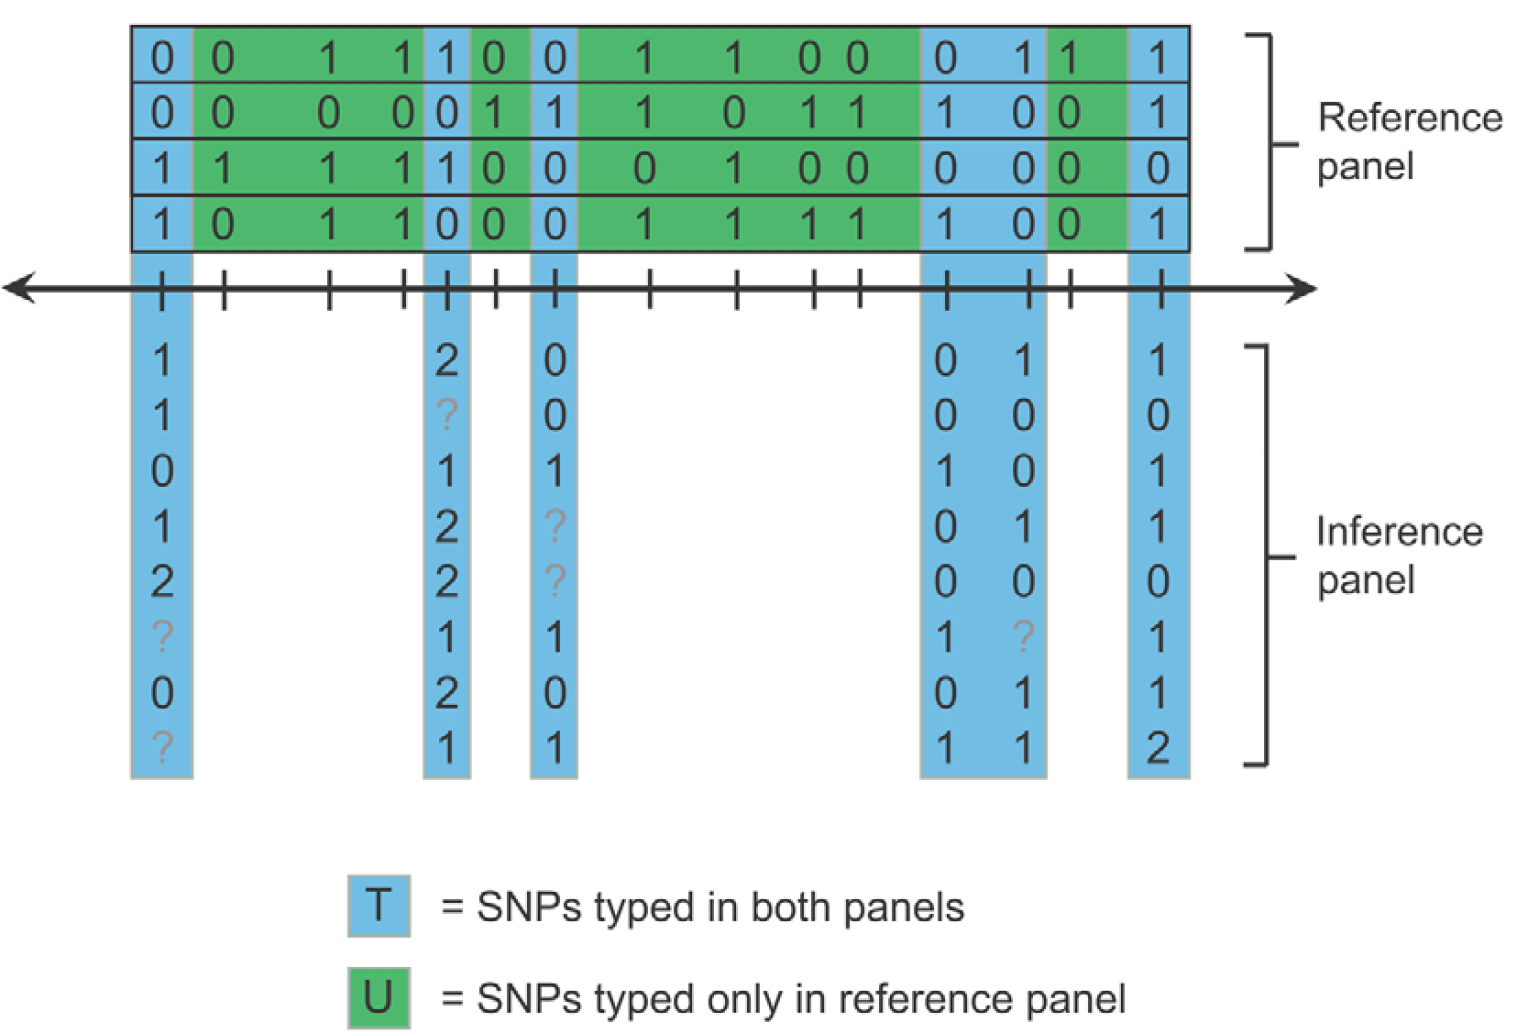 0 0 1 1 1 0 0 1 1 0 0 0 1 1 1
0 0 0 0 0 1 1 1 0 1 1 1 0 0 1
1 1 1 1 1 0 0 0 1 0 0 0 0 0 0
1 0 1 1 0 0 0 1 1 1 1 1 0 0 1
Reference
panel
1 2 0 0 1 1
1 ? 0 0 0 0
0 1 1 1 0 1
1 2 ? 0 1 1
2 2 ? 0 0 0
? 1 1 1 ? 1
0 2 0 0 1 1
? 1 1 1 1 2
Inference
panel
T = SNPs typed in both panels
U = SNPs typed only in reference panel